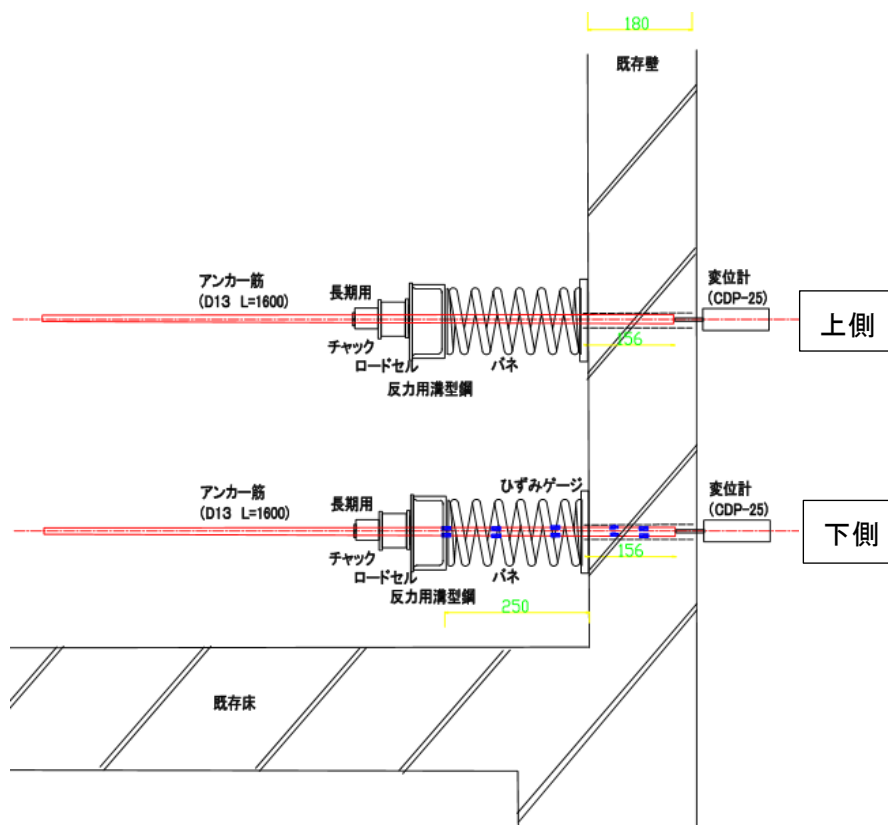 180
既存壁
アンカー筋
(D13 L=1600)
長期用
変位計
(CDP-25)
上側
チャック
ロードセル
バネ
156
反力用溝型鋼
ひずみゲージ
アンカー筋
(D13 L=1600)
長期用
変位計
(CDP-25)
下側
チャック
ロードセル
バネ
156
反力用溝型鋼
250
既存床